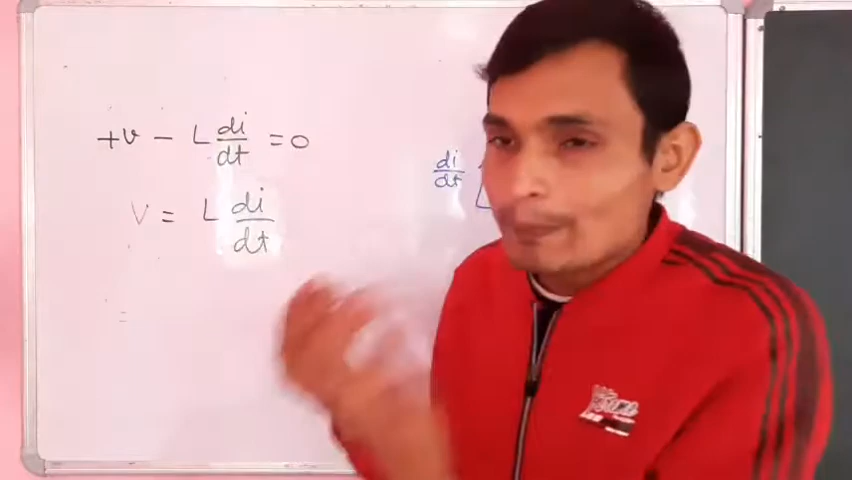 +v - L di/dt = 0
V = L di/dt
di/dt